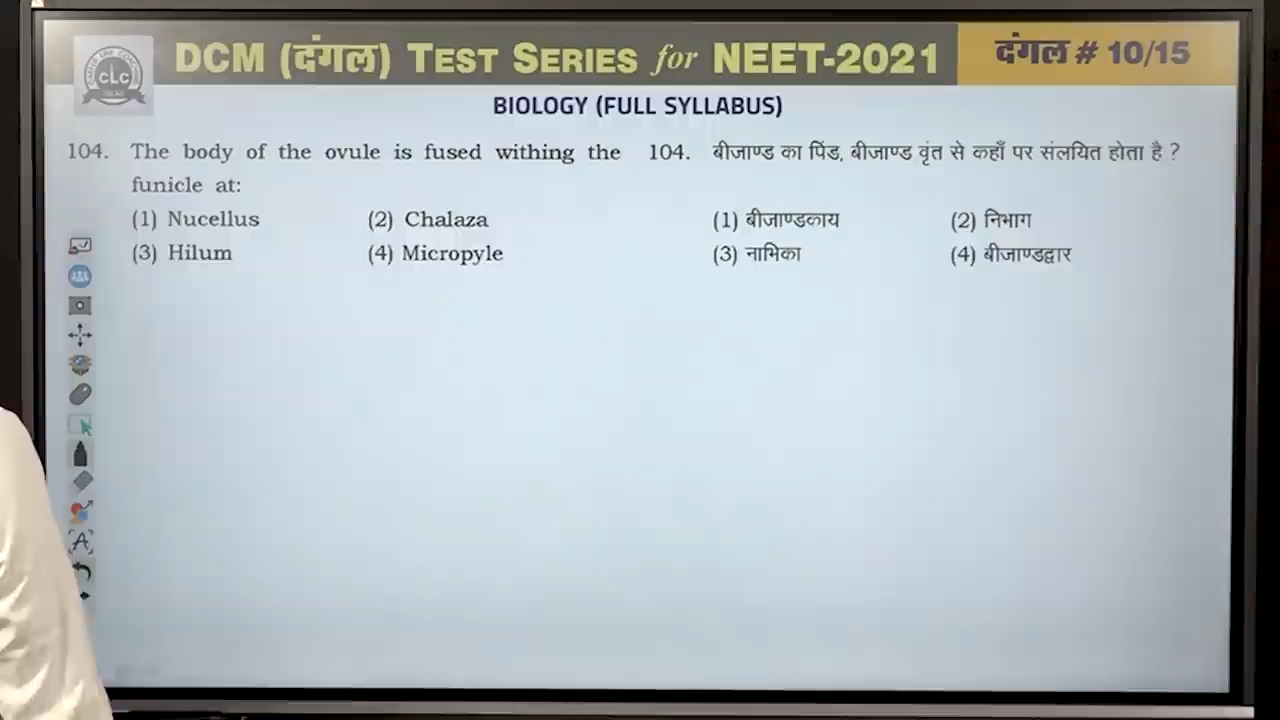 DCM (दंगल) TEST SERIES for NEET-2021
दंगल # 10/15
CLC
BIOLOGY (FULL SYLLABUS)
104. The body of the ovule is fused withing the
funicle at:
(1) Nucellus (2) Chalaza
(3) Hilum (4) Micropyle
104. बीजाण्ड का पिंड, बीजाण्ड वृंत से कहाँ पर संलयित होता है ?
(1) बीजाण्डकाय (2) निभाग
(3) नाभिका (4) बीजाण्डद्वार